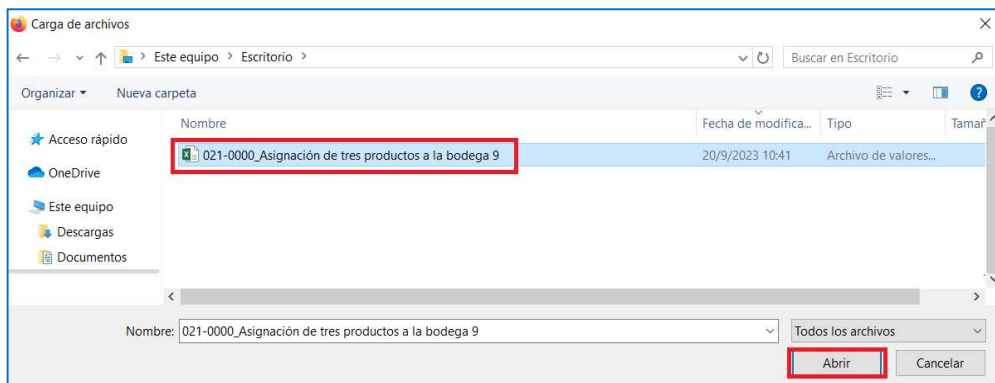 Carga de archivos
Este equipo > Escritorio >
Buscar en Escritorio
Organizar
Nueva carpeta
Nombre
Fecha de modifica...
Tipo
Tamañ
Acceso rápido
021-0000_Asignación de tres productos a la bodega 9
20/9/2023 10:41
Archivo de valores...
OneDrive
Este equipo
Descargas
Documentos
Nombre: 021-0000_Asignación de tres productos a la bodega 9
Todos los archivos
Abrir
Cancelar